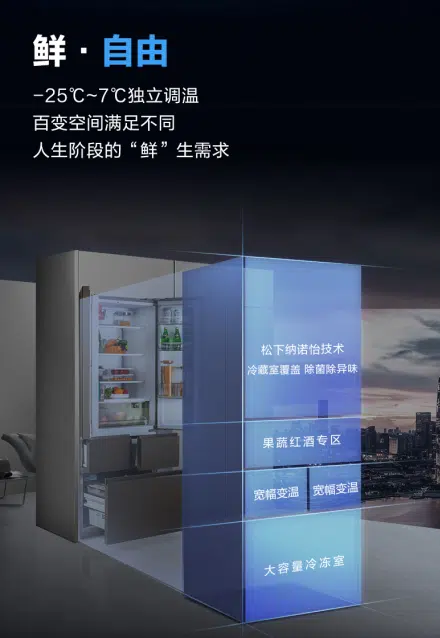 鲜·自由
-25℃~7℃独立调温
百变空间满足不同
人生阶段的“鲜”生需求
松下纳诺怡技术
冷藏室覆盖 除菌除异味
果蔬红酒专区
宽幅变温 宽幅变温
大容量冷冻室